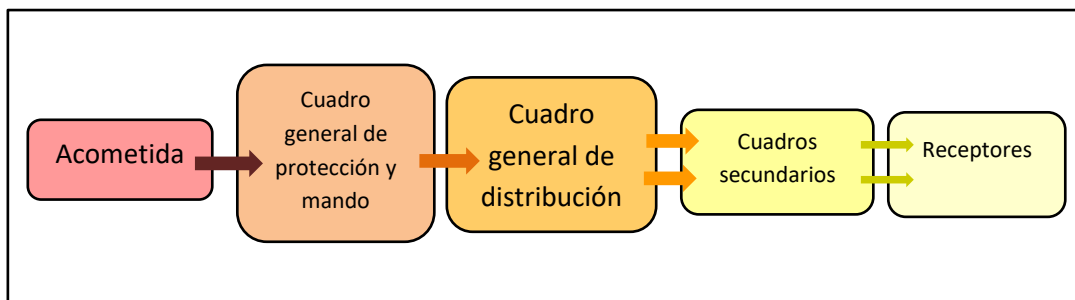 Acometida
Cuadro
general de
protección y
mando
Cuadro
general de
distribución
Cuadros
secundarios
Receptores